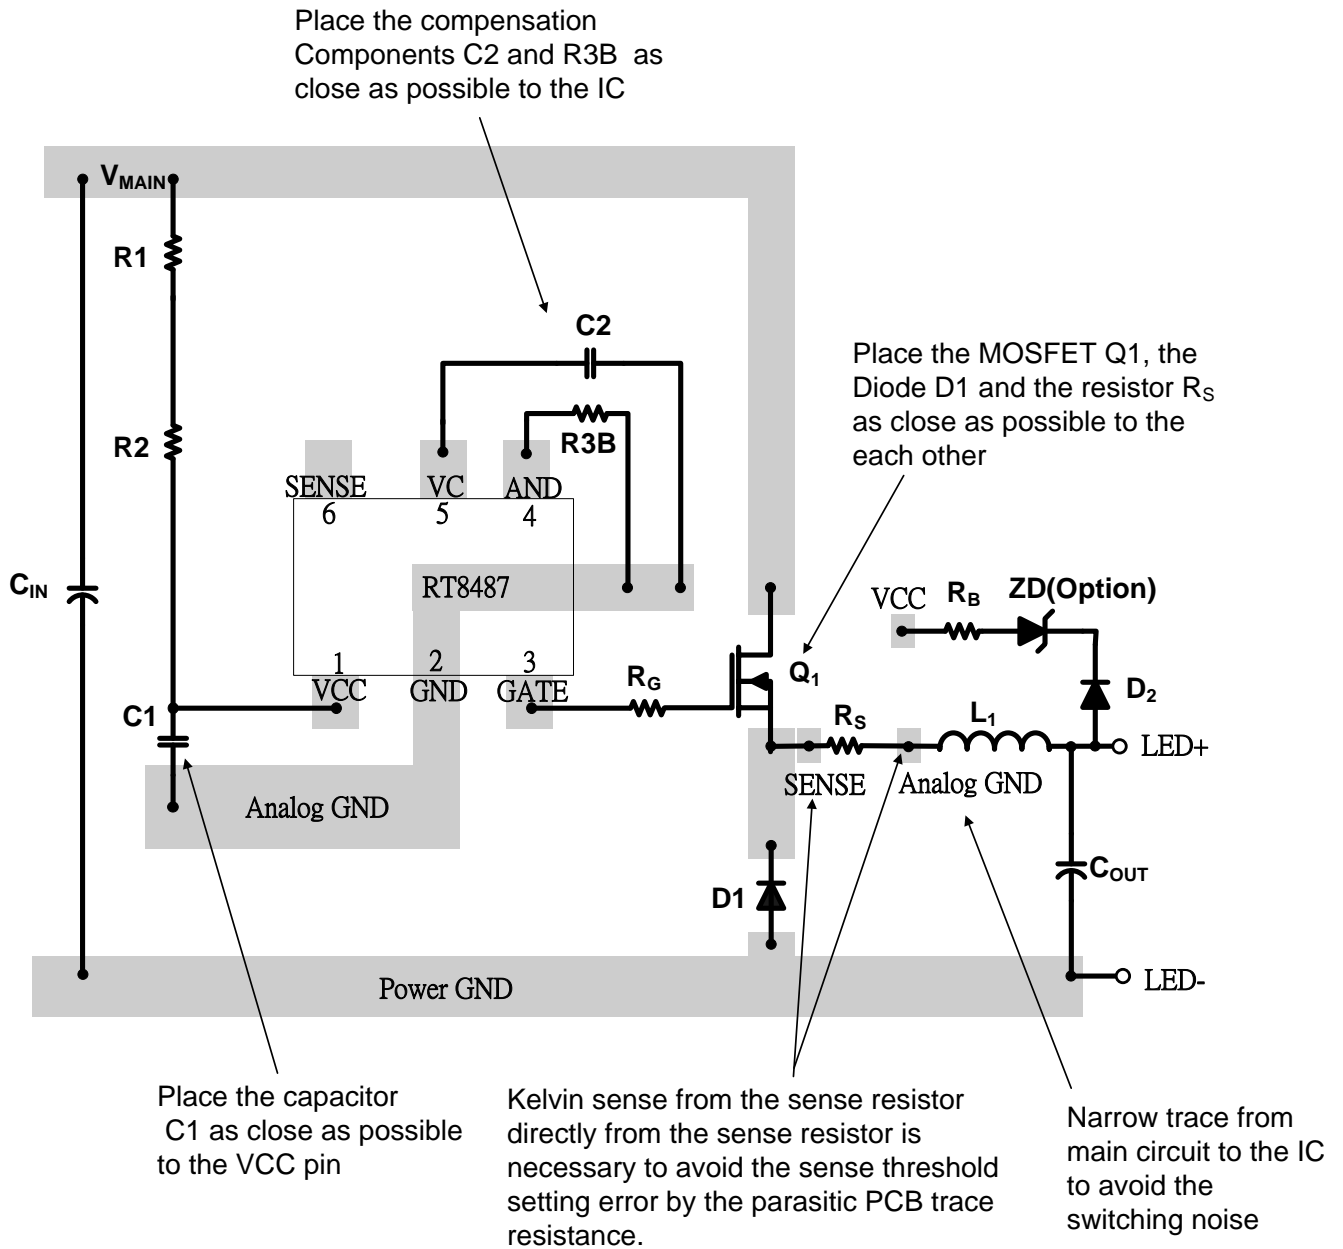 Place the compensation
Components C2 and R3B as
close as possible to the IC
VMAIN
R1
C2
Place the MOSFET Q1, the
Diode D1 and the resistor RS
as close as possible to the
each other
R2
R3B
SENSE VC AND
6 5 4
CIN
RT8487
VCC RB ZD(Option)
1 2 3
VCC GND GATE
RG
Q1
D2
C1
RS L1
LED+
SENSE Analog GND
Analog GND
COUT
D1
Power GND
LED-
Place the capacitor
C1 as close as possible
to the VCC pin
Kelvin sense from the sense resistor
directly from the sense resistor is
necessary to avoid the sense threshold
setting error by the parasitic PCB trace
resistance.
Narrow trace from
main circuit to the IC
to avoid the
switching noise